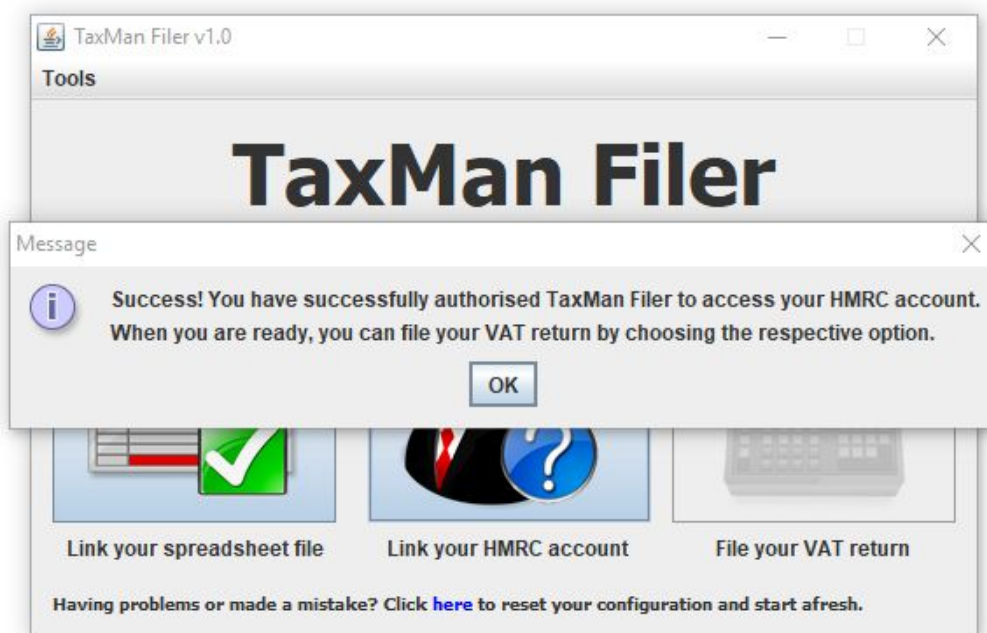 TaxMan Filer v1.0
Tools
TaxMan Filer
Message
Success! You have successfully authorised TaxMan Filer to access your HMRC account.
When you are ready, you can file your VAT return by choosing the respective option.
OK
Link your spreadsheet file
Link your HMRC account
File your VAT return
Having problems or made a mistake? Click here to reset your configuration and start afresh.